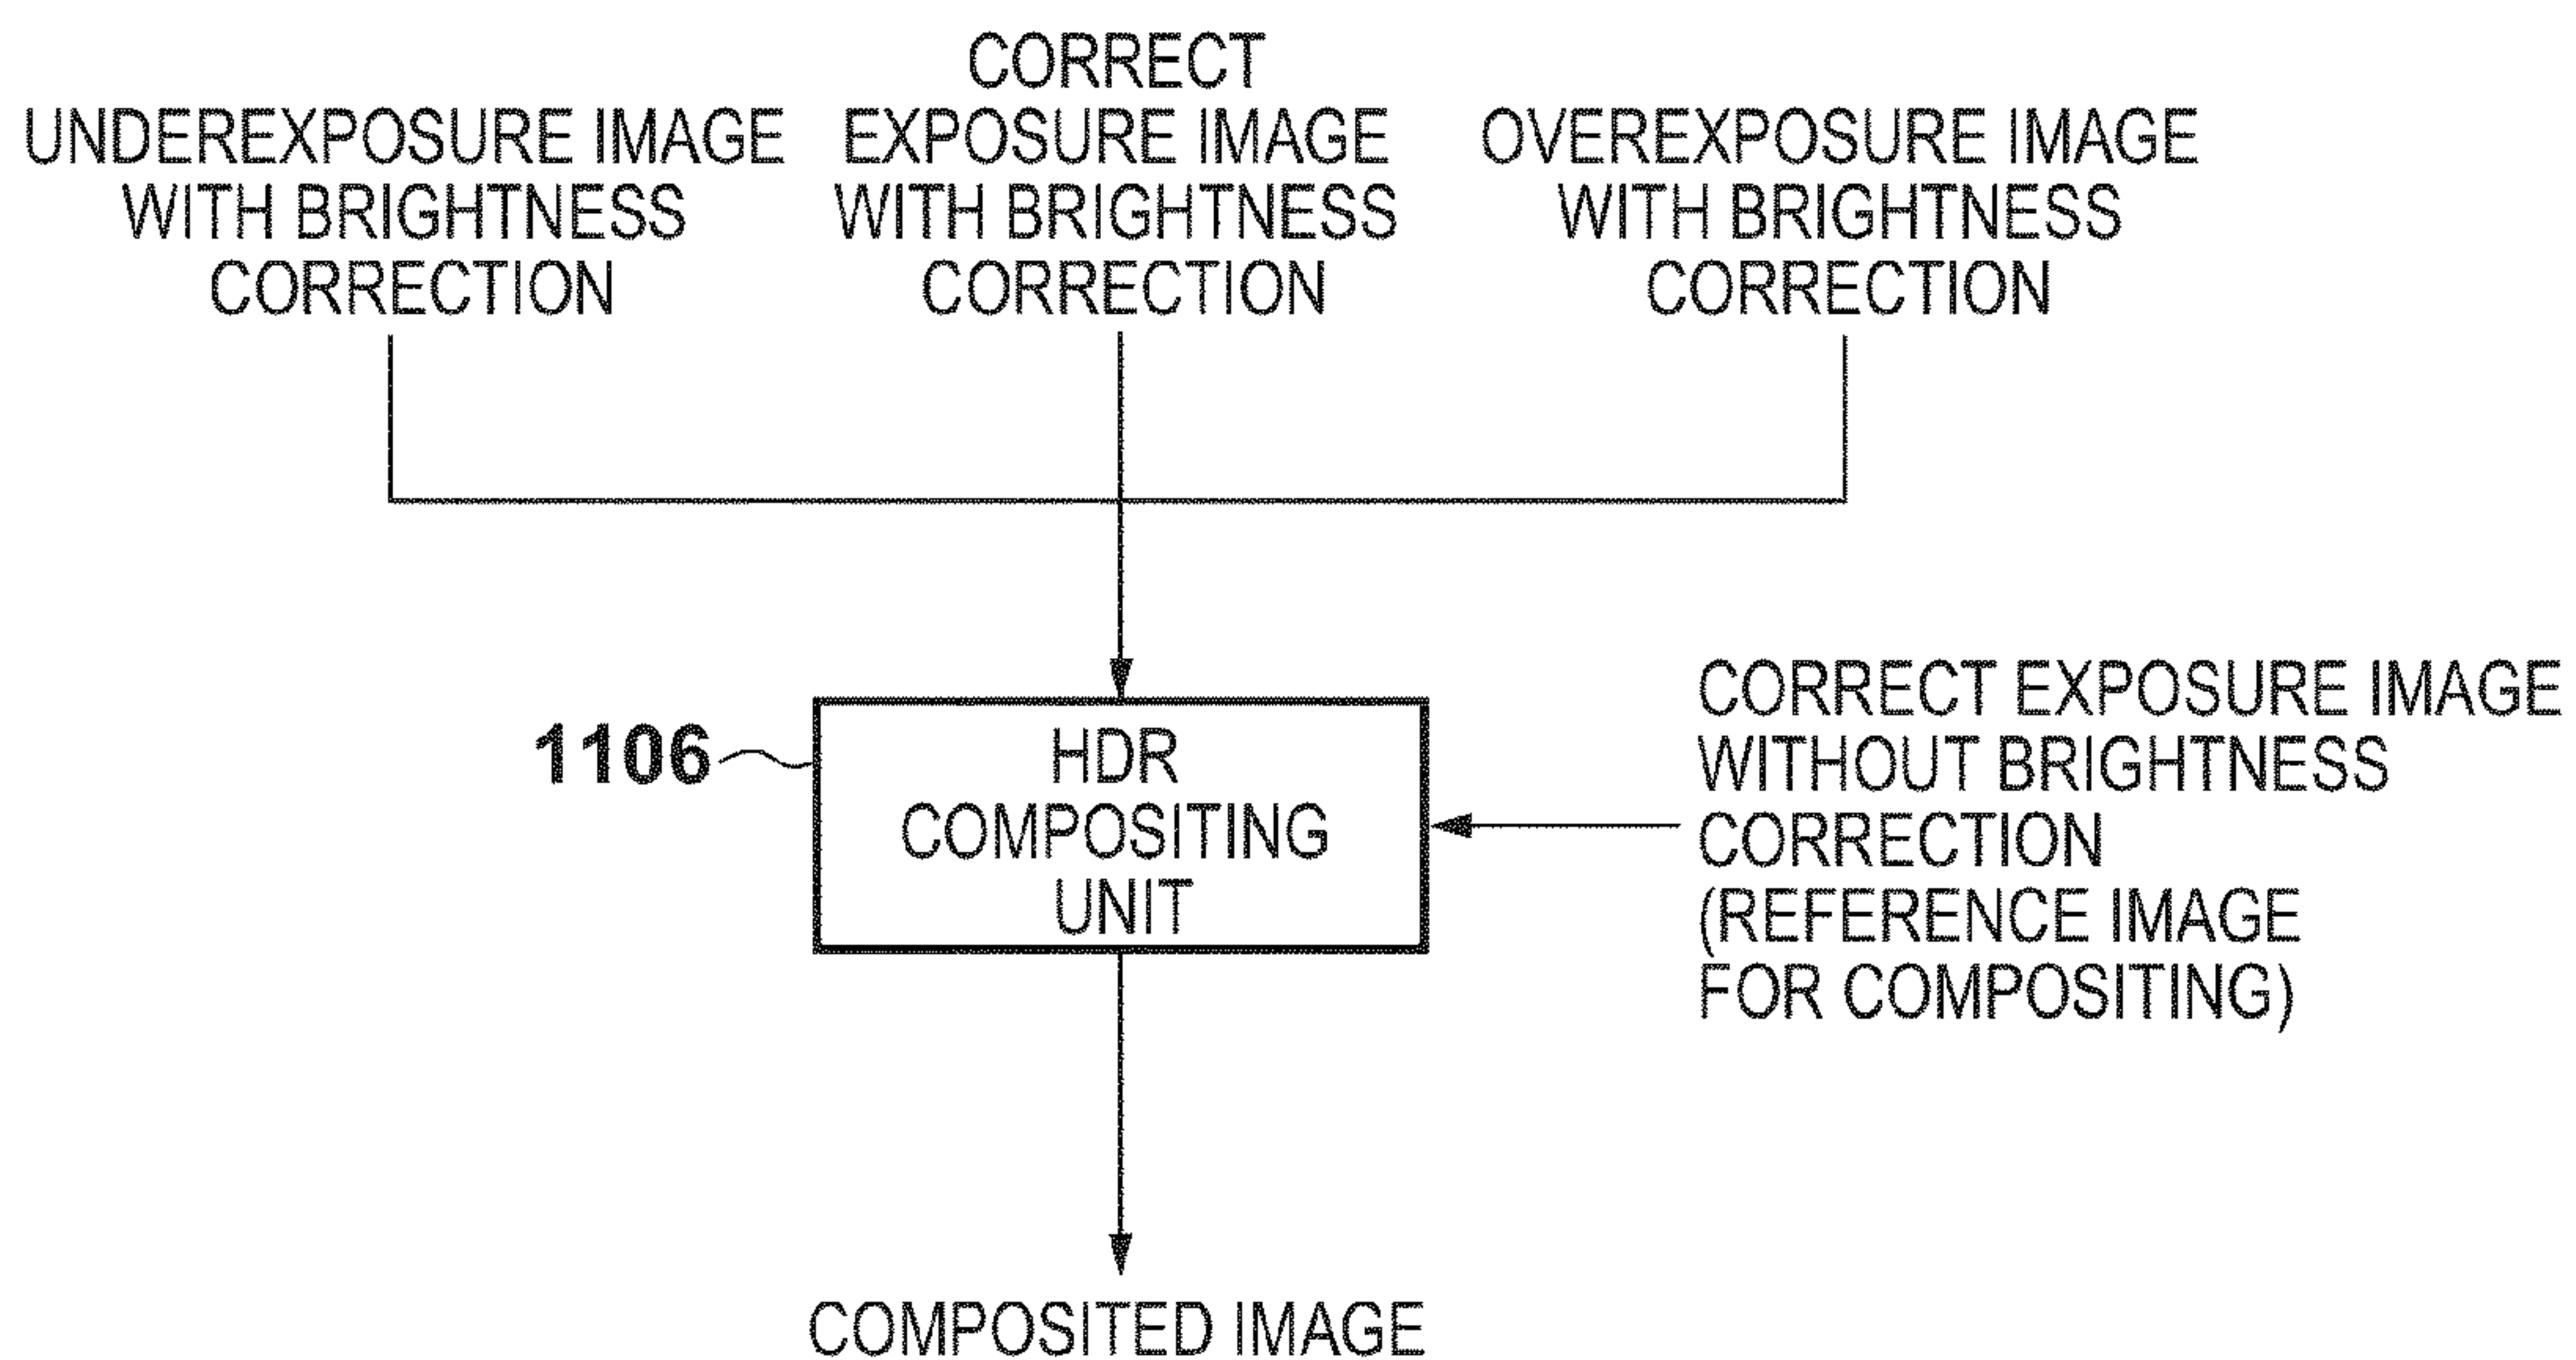 UNDEREXPOSURE IMAGE
WITH BRIGHTNESS
CORRECTION
CORRECT
EXPOSURE IMAGE
WITH BRIGHTNESS
CORRECTION
OVEREXPOSURE IMAGE
WITH BRIGHTNESS
CORRECTION
1106
HDR
COMPOSITING
UNIT
CORRECT EXPOSURE IMAGE
WITHOUT BRIGHTNESS
CORRECTION
(REFERENCE IMAGE
FOR COMPOSITING)
COMPOSITED IMAGE